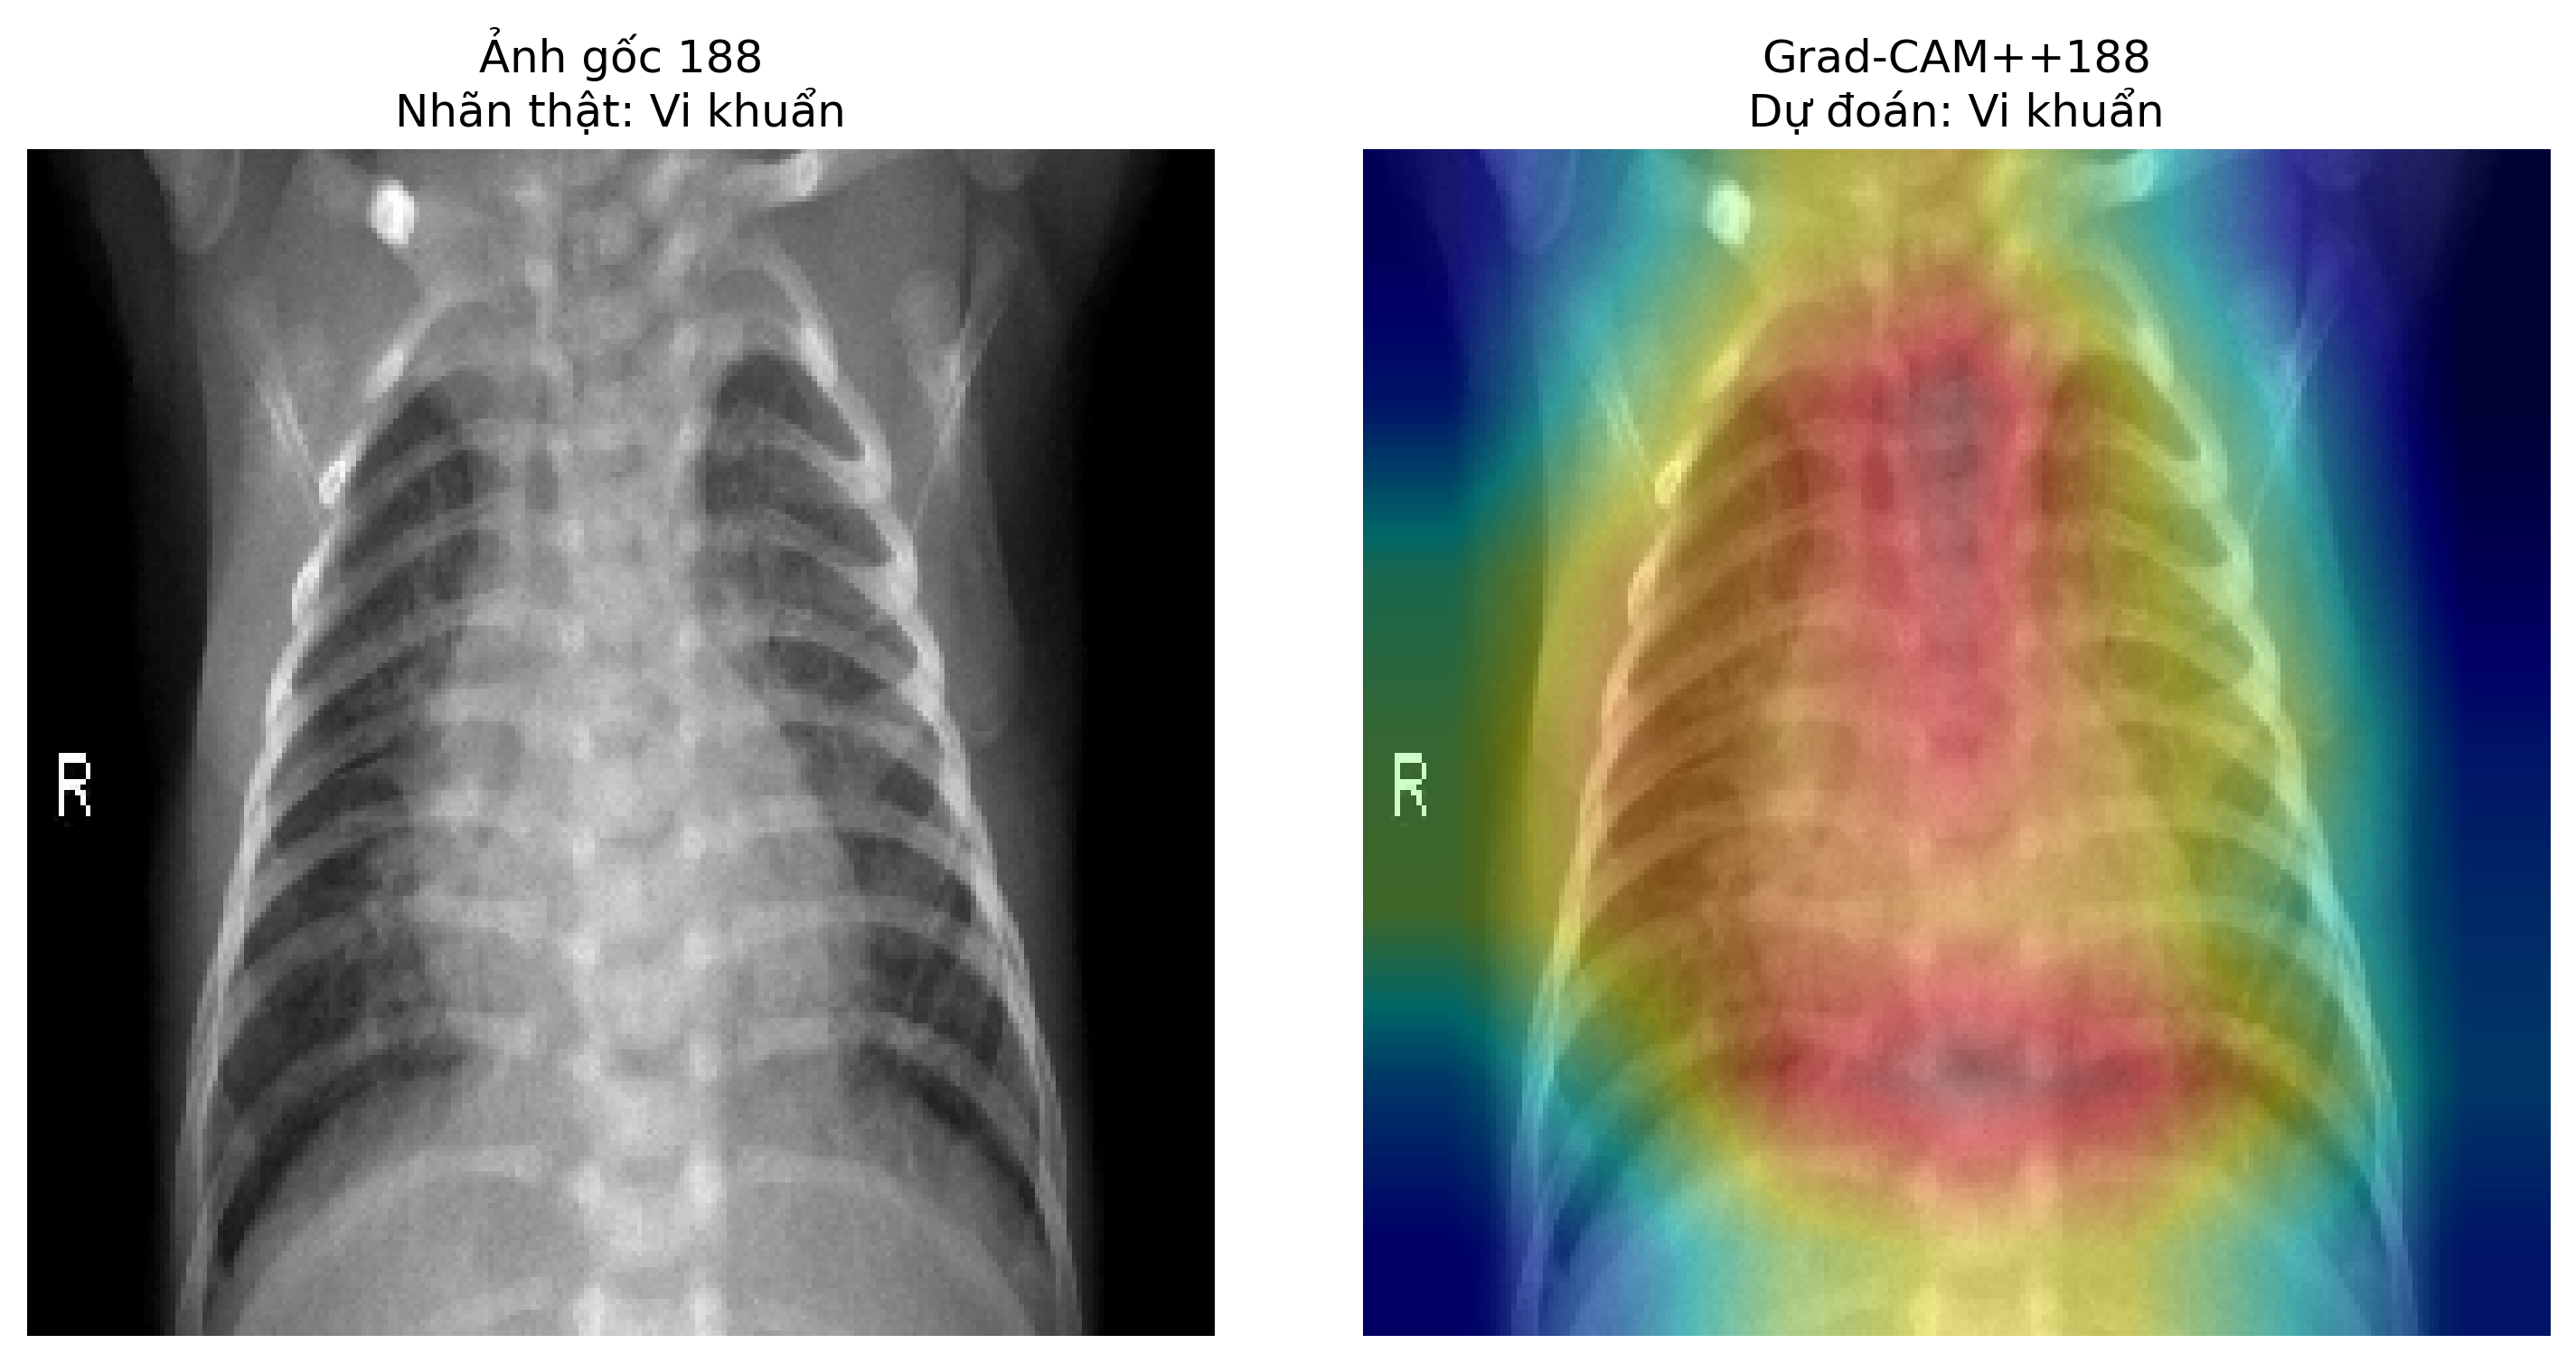 Ảnh gốc 188
Nhãn thật: Vi khuẩn
Grad-CAM++188
Dự đoán: Vi khuẩn
R
R